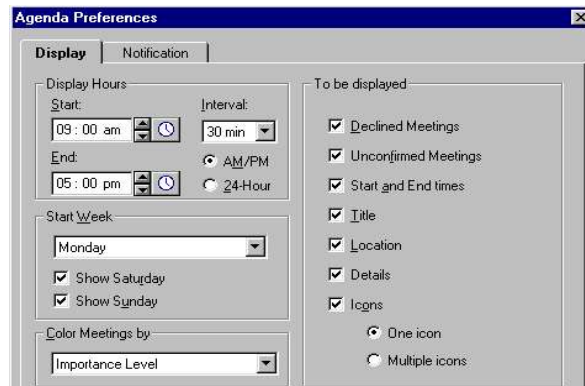 Agenda Preferences
Display
Notification
Display Hours
Start:
Interval:
09 : 00 am
30 min
End:
AM/PM
05 : 00 pm
24-Hour
Start Week
Monday
Show Saturday
Show Sunday
Color Meetings by
Importance Level
To be displayed
Declined Meetings
Unconfirmed Meetings
Start and End times
Title
Location
Details
Icons
One icon
Multiple icons